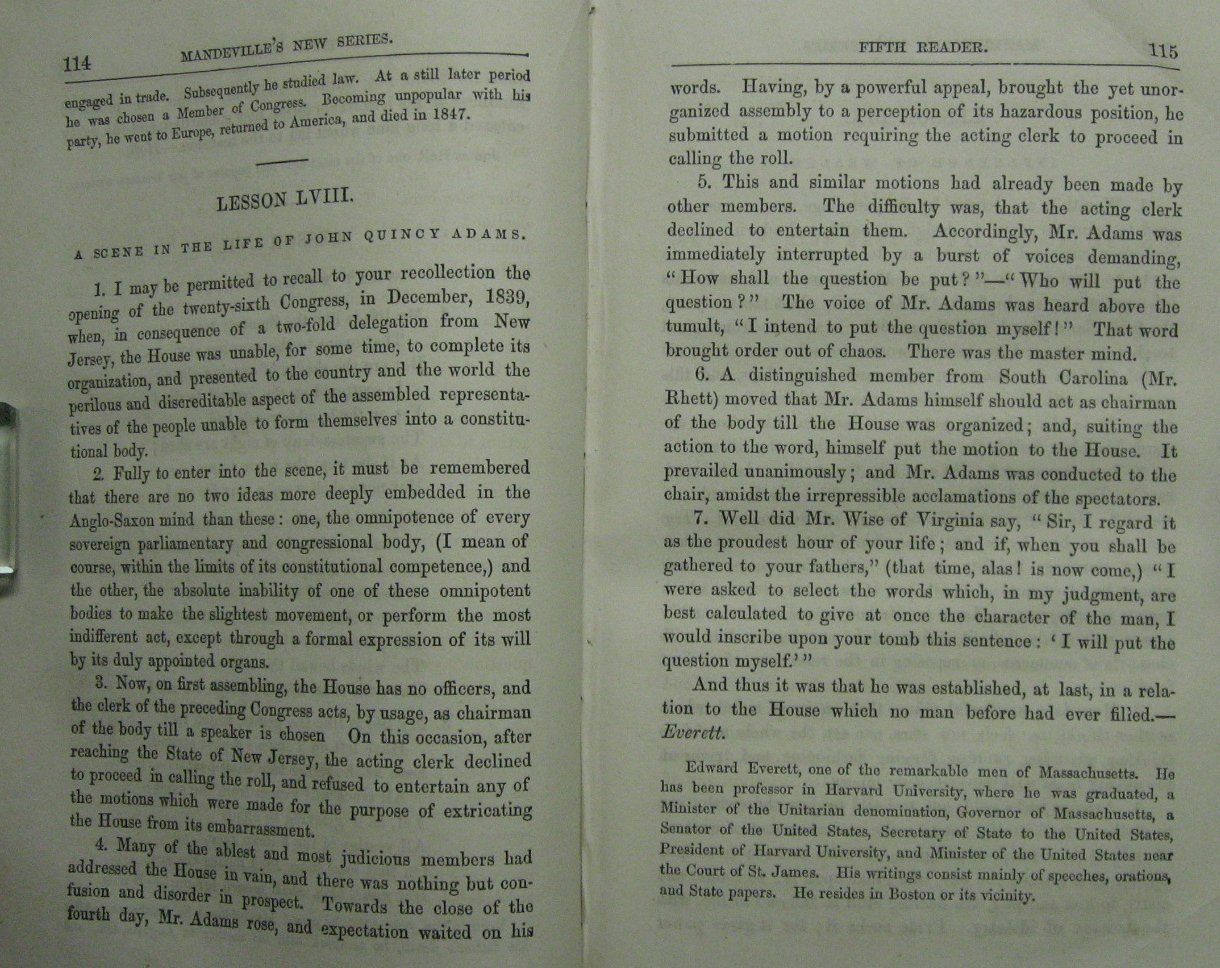 114
MANDEVILLE'S NEW SERIES.
engaged in trade. Subsequently he studied law. At a still later period
he was chosen a Member of Congress. Becoming unpopular with his
party, he went to Europe, returned to America, and died in 1847.
LESSON LVIII.
A SCENE IN THE LIFE OF JOHN QUINCY ADAMS.
1. I may be permitted to recall to your recollection the
opening of the twenty-sixth Congress, in December, 1839,
when, in consequence of a two-fold delegation from New
Jersey, the House was unable, for some time, to complete its
organization, and presented to the country and the world the
perilous and discreditable aspect of the assembled representa-
tives of the people unable to form themselves into a constitu-
tional body.
2. Fully to enter into the scene, it must be remembered
that there are no two ideas more deeply embedded in the
Anglo-Saxon mind than these: one, the omnipotence of every
sovereign parliamentary and congressional body, (I mean of
course, within the limits of its constitutional competence,) and
the other, the absolute inability of one of these omnipotent
bodies to make the slightest movement, or perform the most
indifferent act, except through a formal expression of its will
by its duly appointed organs.
3. Now, on first assembling, the House has no officers, and
the clerk of the preceding Congress acts, by usage, as chairman
of the body till a speaker is chosen On this occasion, after
reaching the State of New Jersey, the acting clerk declined
to proceed in calling the roll, and refused to entertain any of
the motions which were made for the purpose of extricating
the House from its embarrassment.
4. Many of the ablest and most judicious members had
addressed the House in vain, and there was nothing but con-
fusion and disorder in prospect. Towards the close of the
fourth day, Mr. Adams rose, and expectation waited on his
FIFTH READER.
115
words. Having, by a powerful appeal, brought the yet unor-
ganized assembly to a perception of its hazardous position, he
submitted a motion requiring the acting clerk to proceed in
calling the roll.
5. This and similar motions had already been made by
other members. The difficulty was, that the acting clerk
declined to entertain them. Accordingly, Mr. Adams was
immediately interrupted by a burst of voices demanding,
"How shall the question be put?"—"Who will put the
question?" The voice of Mr. Adams was heard above the
tumult, "I intend to put the question myself!" That word
brought order out of chaos. There was the master mind.
6. A distinguished member from South Carolina (Mr.
Rhett) moved that Mr. Adams himself should act as chairman
of the body till the House was organized; and, suiting the
action to the word, himself put the motion to the House. It
prevailed unanimously; and Mr. Adams was conducted to the
chair, amidst the irrepressible acclamations of the spectators.
7. Well did Mr. Wise of Virginia say, "Sir, I regard it
as the proudest hour of your life; and if, when you shall be
gathered to your fathers," (that time, alas! is now come,) "I
were asked to select the words which, in my judgment, are
best calculated to give at once the character of the man, I
would inscribe upon your tomb this sentence: 'I will put the
question myself.'"
And thus it was that he was established, at last, in a rela-
tion to the House which no man before had ever filled.—
Everett.
Edward Everett, one of the remarkable men of Massachusetts. He
has been professor in Harvard University, where he was graduated, a
Minister of the Unitarian denomination, Governor of Massachusetts, a
Senator of the United States, Secretary of State to the United States,
President of Harvard University, and Minister of the United States near
the Court of St. James. His writings consist mainly of speeches, orations,
and State papers. He resides in Boston or its vicinity.